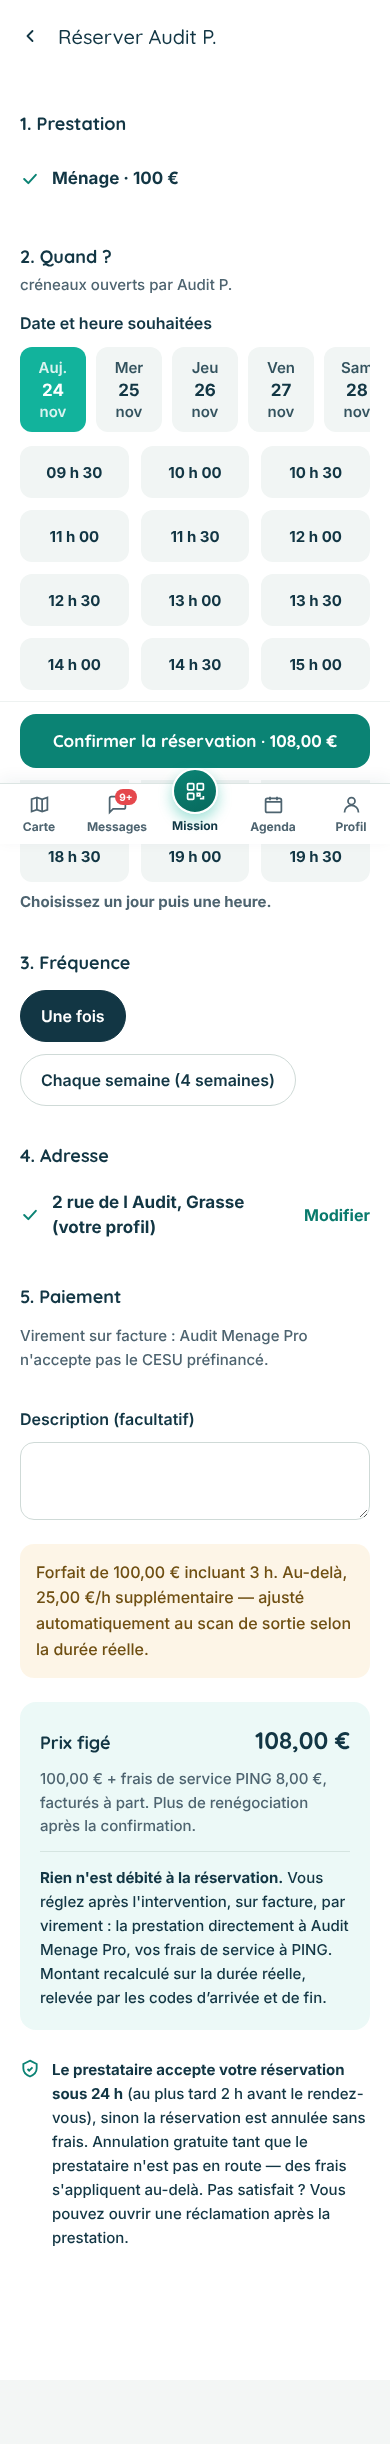 Réserver Audit P.
1. Prestation
Ménage · 100 €
2. Quand ?
créneaux ouverts par Audit P.
Date et heure souhaitées
Auj. Mer Jeu Ven Sam
24 25 26 27 28
nov nov nov nov nov
09 h 30 10 h 00 10 h 30
11 h 00 11 h 30 12 h 00
12 h 30 13 h 00 13 h 30
14 h 00 14 h 30 15 h 00
Confirmer la réservation · 108,00 €
9+
Carte Messages Mission Agenda Profil
18 h 30 19 h 00 19 h 30
Choisissez un jour puis une heure.
3. Fréquence
Une fois
Chaque semaine (4 semaines)
4. Adresse
2 rue de l Audit, Grasse
(votre profil)
Modifier
5. Paiement
Virement sur facture : Audit Menage Pro
n'accepte pas le CESU préfinancé.
Description (facultatif)
Forfait de 100,00 € incluant 3 h. Au-delà,
25,00 €/h supplémentaire — ajusté
automatiquement au scan de sortie selon
la durée réelle.
Prix figé 108,00 €
100,00 € + frais de service PING 8,00 €,
facturés à part. Plus de renégociation
après la confirmation.
Rien n'est débité à la réservation. Vous
réglez après l'intervention, sur facture, par
virement : la prestation directement à Audit
Menage Pro, vos frais de service à PING.
Montant recalculé sur la durée réelle,
relevée par les codes d’arrivée et de fin.
Le prestataire accepte votre réservation
sous 24 h (au plus tard 2 h avant le rendez-
vous), sinon la réservation est annulée sans
frais. Annulation gratuite tant que le
prestataire n'est pas en route — des frais
s'appliquent au-delà. Pas satisfait ? Vous
pouvez ouvrir une réclamation après la
prestation.